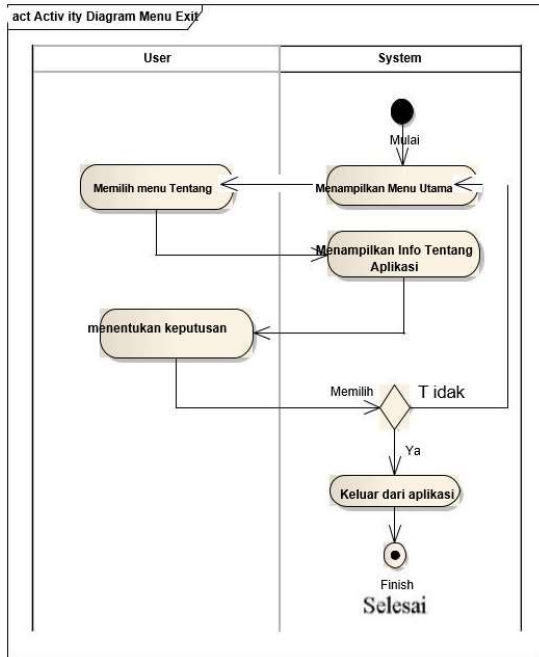 act Activ ity Diagram Menu Exit
User
System
Mulai
Memilih menu Tentang
Menampilkan Menu Utama
Menampilkan Info Tentang
Aplikasi
menentukan keputusan
Memilih
T idak
Ya
Keluar dari aplikasi
Finish
Selesai